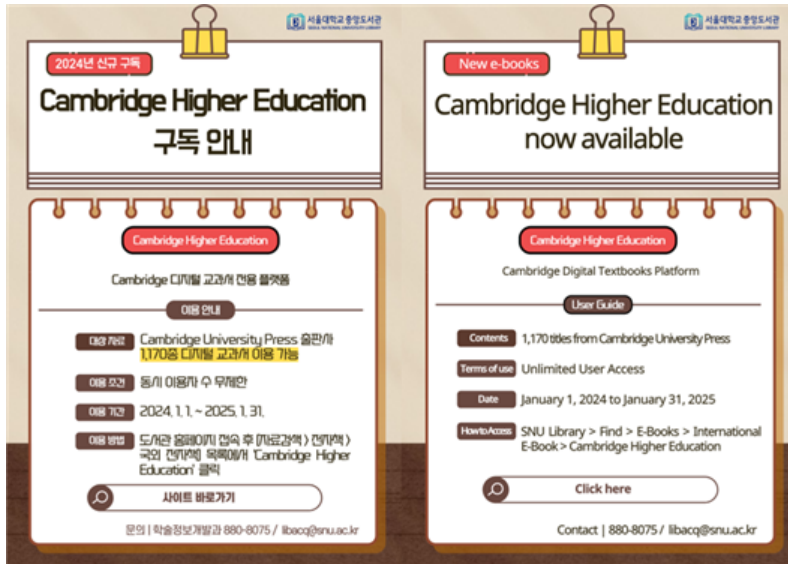 서울대학교 중앙도서관
SEOUL NATIONAL UNIVERSITY LIBRARY
2024년 신규 구독
Cambridge Higher Education
구독 안내
Cambridge Higher Education
Cambridge 디지털 교과서 전용 플랫폼
이용 안내
대상 자료 Cambridge University Press 출판사
1,170종 디지털 교과서 이용 가능
이용 조건 동시 이용자 수 무제한
이용 기간 2024. 1. 1. ~ 2025. 1. 31.
이용 방법 도서관 홈페이지 접속 후 [자료검색 > 전자책 >
국외 전자책] 목록에서 'Cambridge Higher
Education' 클릭
사이트 바로가기
문의 | 학술정보개발과 880-8075 / libacq@snu.ac.kr
서울대학교 중앙도서관
SEOUL NATIONAL UNIVERSITY LIBRARY
New e-books
Cambridge Higher Education
now available
Cambridge Higher Education
Cambridge Digital Textbooks Platform
User Guide
Contents 1,170 titles from Cambridge University Press
Terms of use Unlimited User Access
Date January 1, 2024 to January 31, 2025
How to Access SNU Library > Find > E-Books > International
E-Book > Cambridge Higher Education
Click here
Contact | 880-8075 / libacq@snu.ac.kr